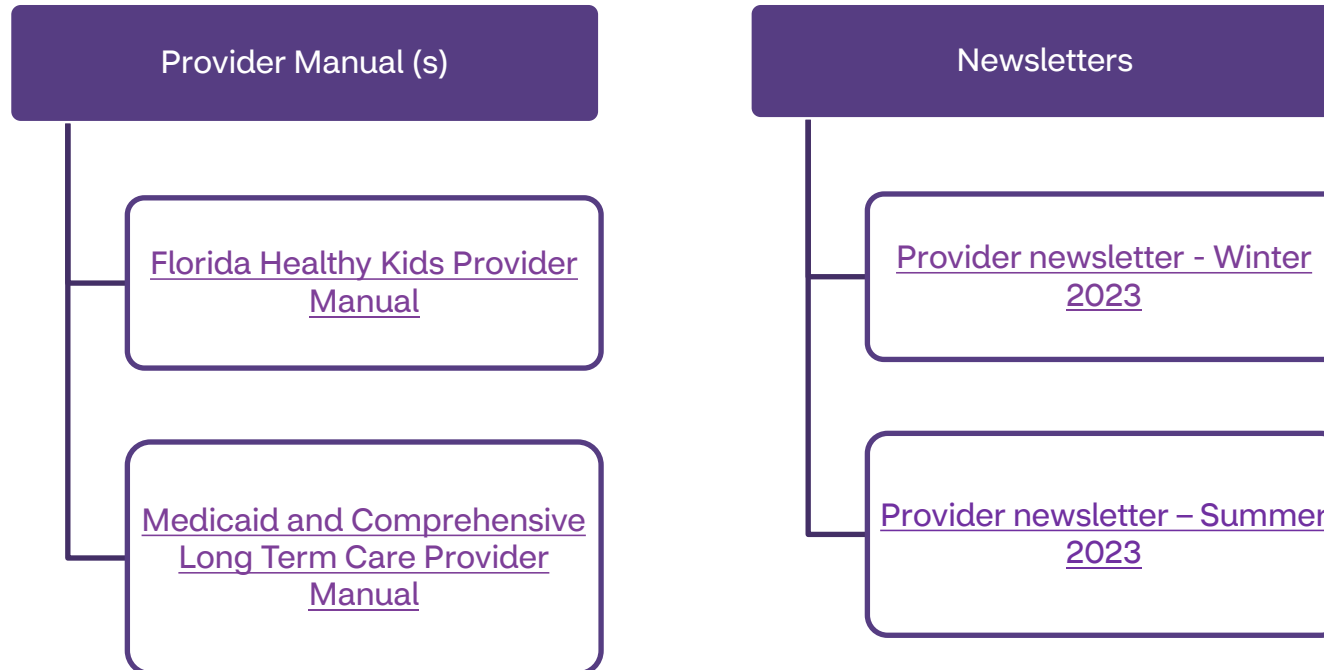 Provider Manual (s)
Florida Healthy Kids Provider
Manual
Medicaid and Comprehensive
Long Term Care Provider
Manual
Newsletters
Provider newsletter - Winter
2023
Provider newsletter – Summer
2023